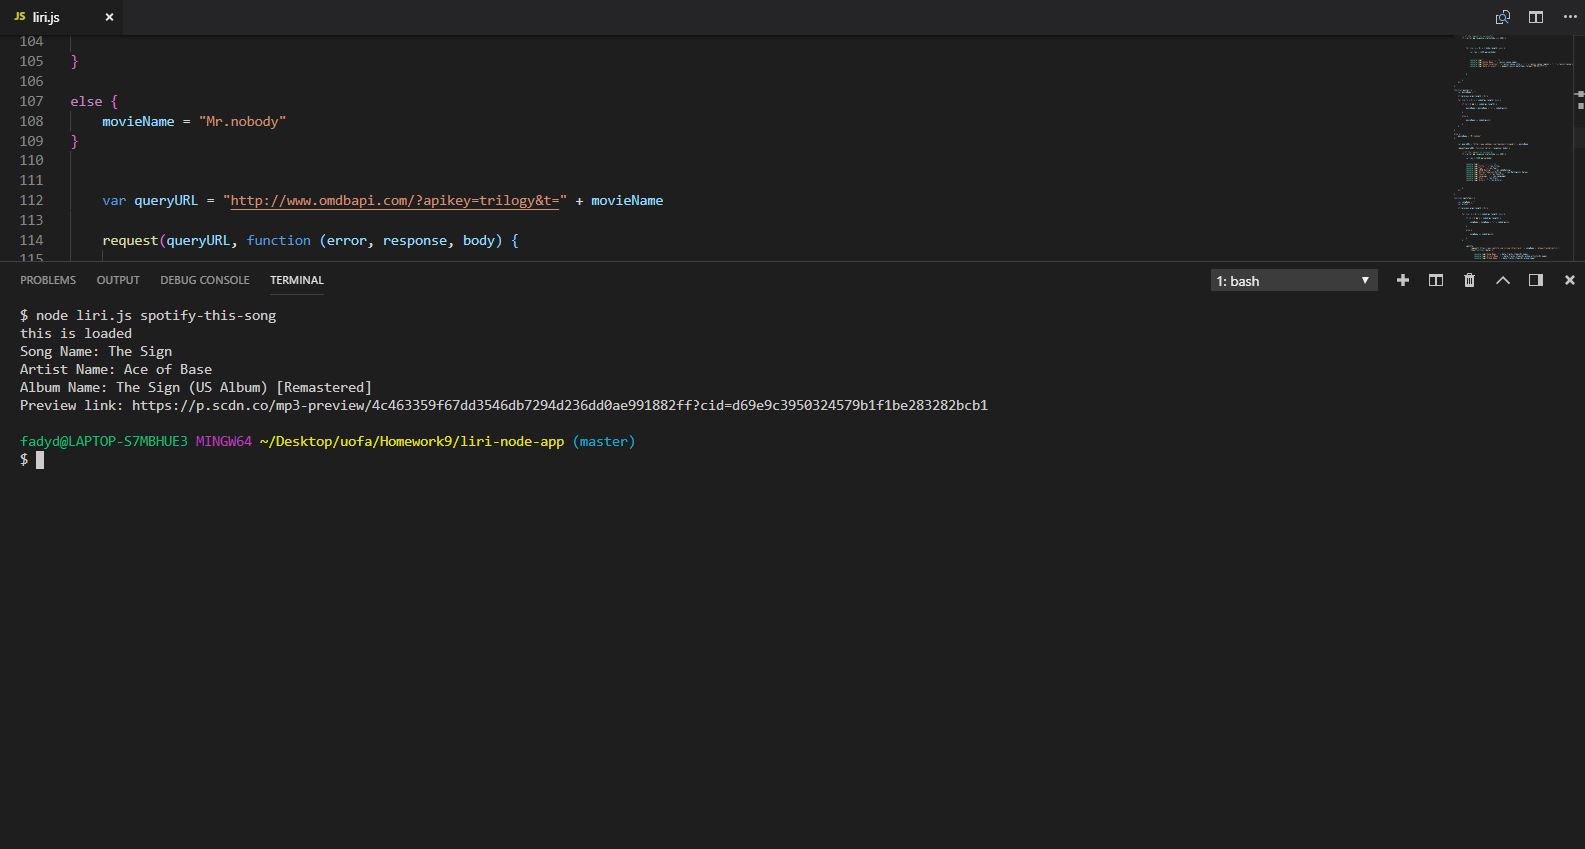 JS liri.js ×
104
105 }
106
107 else {
108 movieName = "Mr.nobody"
109 }
110
111
112 var queryURL = "http://www.omdbapi.com/?apikey=trilogy&t=" + movieName
113
114 request(queryURL, function (error, response, body) {
115
PROBLEMS OUTPUT DEBUG CONSOLE TERMINAL 1: bash
$ node liri.js spotify-this-song
this is loaded
Song Name: The Sign
Artist Name: Ace of Base
Album Name: The Sign (US Album) [Remastered]
Preview link: https://p.scdn.co/mp3-preview/4c463359f67dd3546db7294d236dd0ae991882ff?cid=d69e9c3950324579b1f1be283282bcb1
fadyd@LAPTOP-S7MBHUE3 MINGW64 ~/Desktop/uofa/Homework9/liri-node-app (master)
$